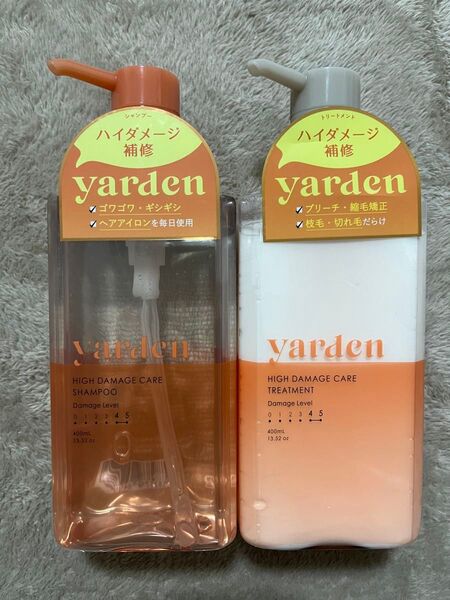 シャンプー
ハイダメージ
補修
yarden
ゴワゴワ・ギシギシ
ヘアアイロンを毎日使用
yarden
HIGH DAMAGE CARE
SHAMPOO
Damage Level
0 1 2 3 4 5
400mL
13.52 oz
トリートメント
ハイダメージ
補修
yarden
ブリーチ・縮毛矯正
枝毛・切れ毛だらけ
yarden
HIGH DAMAGE CARE
TREATMENT
Damage Level
0 1 2 3 4 5
400mL
13.52 oz